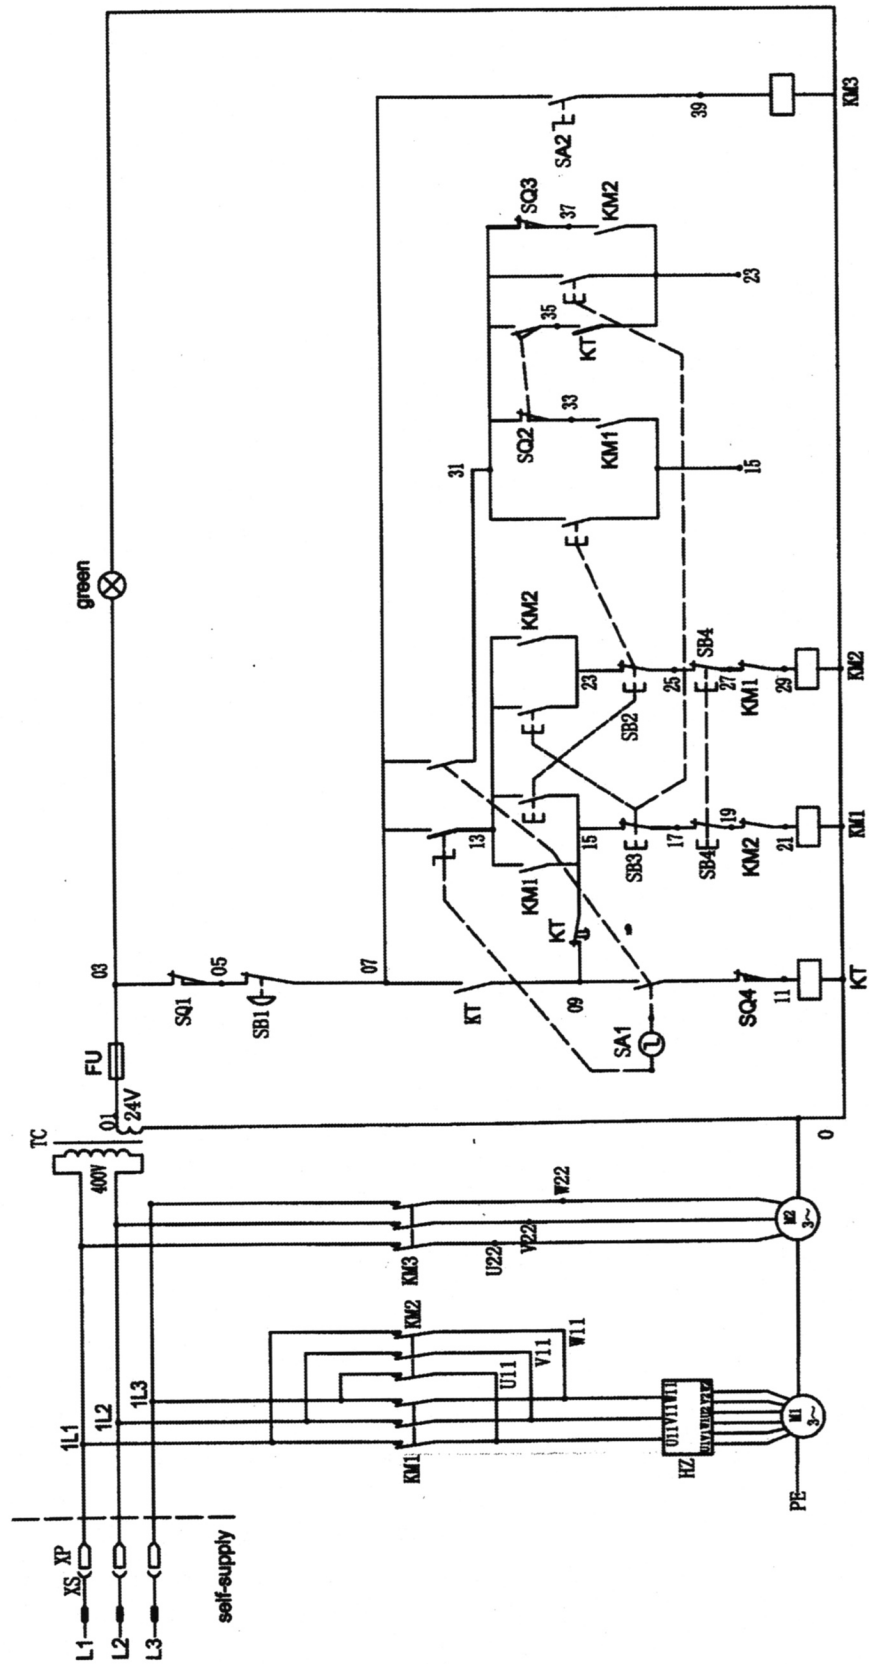 L1
L2
L3
XS
XP
self-supply
1L1
1L2
1L3
KM1
KM2
U11
V11
W11
HZ
U11 V11 W11
M1
3~
PE
KM3
U22
V22
W22
M2
3~
TC
400V
24V
01
0
FU
03
SQ1
05
SB1
07
KT
09
SA1
SQ4
11
KT
13
KM1
KT
15
SB3
17
SB4
19
KM2
21
KM1
KM2
23
SB2
25
SB4
27
KM1
29
KM2
green
31
SQ2
33
KM1
15
35
KT
SQ3
37
KM2
23
SA2
39
KM3